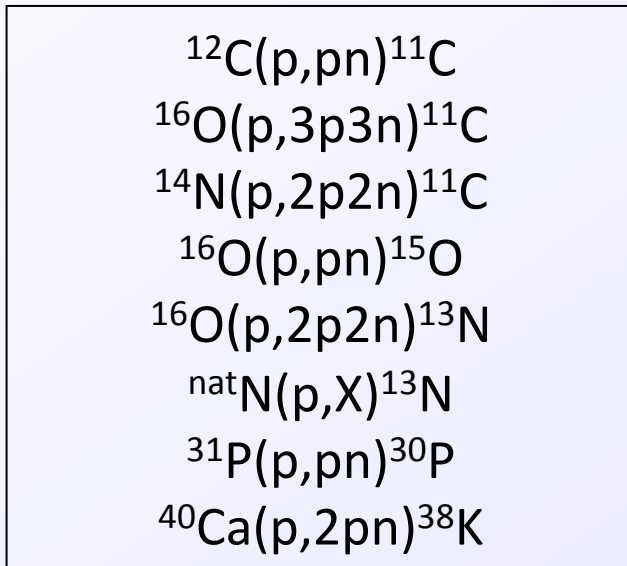 ¹²C(p,pn)¹¹C
¹⁶O(p,3p3n)¹¹C
¹⁴N(p,2p2n)¹¹C
¹⁶O(p,pn)¹⁵O
¹⁶O(p,2p2n)¹³N
ⁿᵃᵗN(p,X)¹³N
³¹P(p,pn)³⁰P
⁴⁰Ca(p,2pn)³⁸K